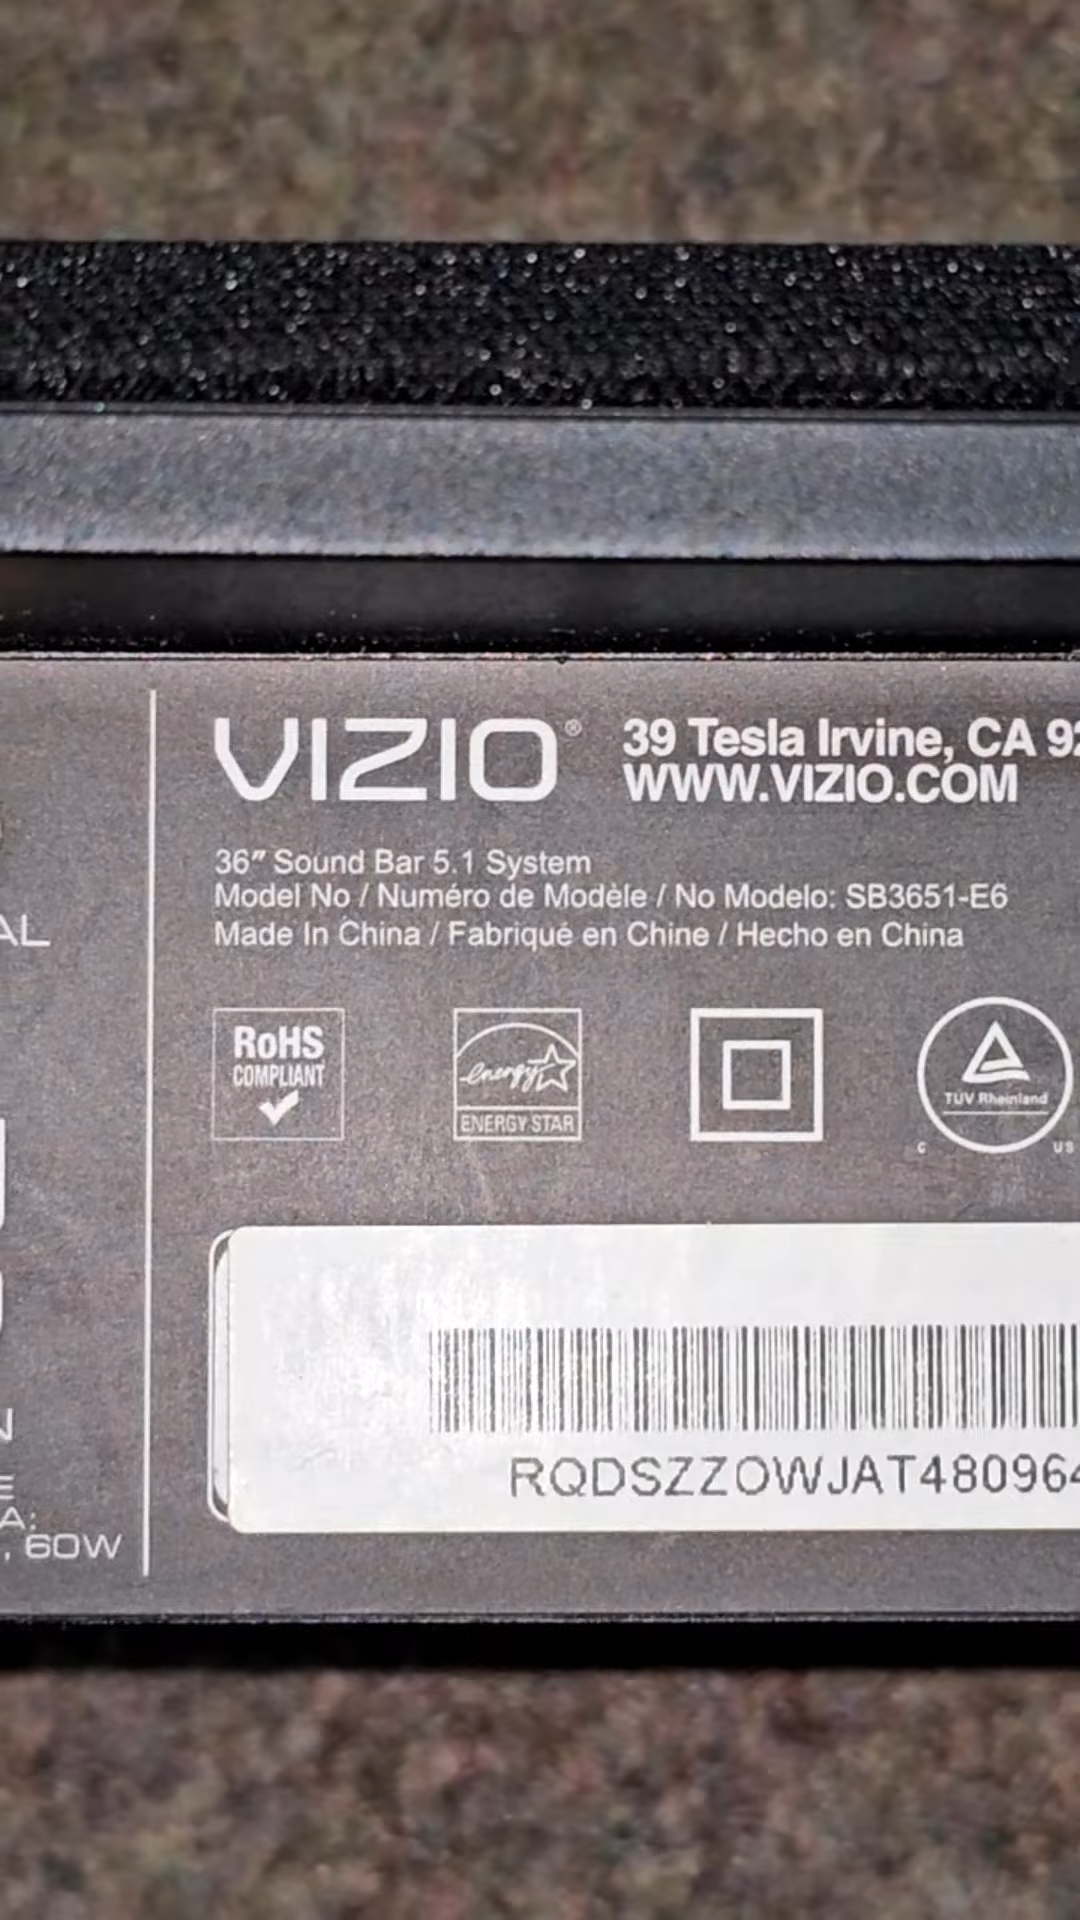 VIZIO®
39 Tesla Irvine, CA 92
WWW.VIZIO.COM
36″ Sound Bar 5.1 System
Model No / Numéro de Modèle / No Modelo: SB3651-E6
Made In China / Fabriqué en Chine / Hecho en China
RoHS
COMPLIANT
energy
ENERGY STAR
TÜV Rheinland
C US
RQDSZZOWJAT48096
AL
N
E
A:
, 60W